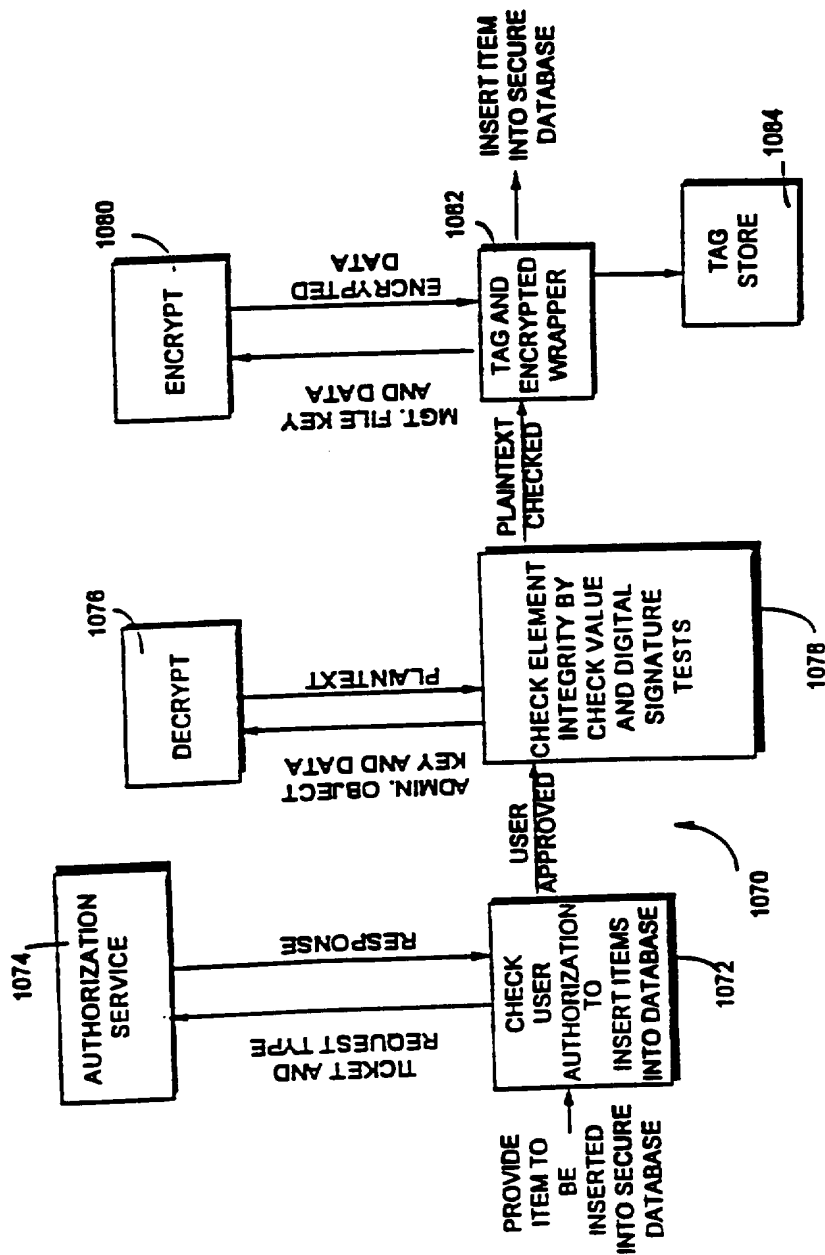 1074
AUTHORIZATION
SERVICE
TICKET AND
REQUEST TYPE
RESPONSE
PROVIDE
ITEM TO
BE
INSERTED
INTO SECURE
DATABASE
CHECK
USER
AUTHORIZATION
TO
INSERT ITEMS
INTO DATABASE
1072
1070
USER
APPROVED
1076
DECRYPT
ADMIN. OBJECT
KEY AND DATA
PLAINTEXT
CHECK ELEMENT
INTEGRITY BY
CHECK VALUE
AND DIGITAL
SIGNATURE
TESTS
1078
PLAINTEXT
CHECKED
1080
ENCRYPT
MGT. FILE KEY
AND DATA
ENCRYPTED
DATA
1082
TAG AND
ENCRYPTED
WRAPPER
INSERT ITEM
INTO SECURE
DATABASE
TAG
STORE
1084